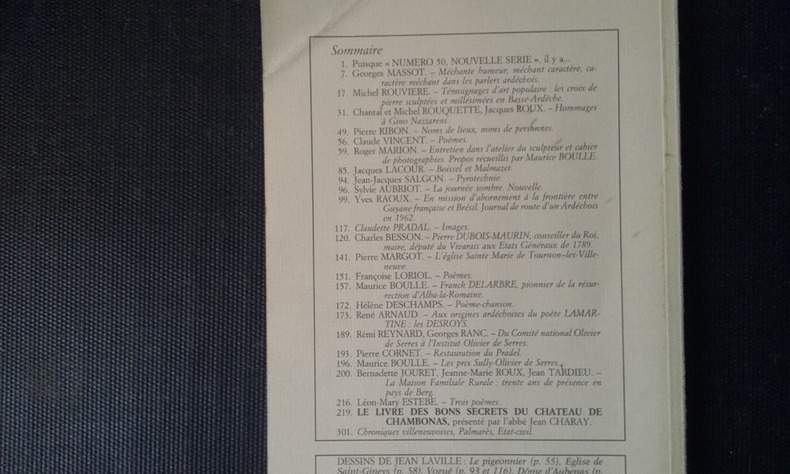 Sommaire
1. Puisque « NUMERO 50, NOUVELLE SERIE », il y a...
7. Georges MASSOT. – Méchante humeur, méchant caractère, ca-
ractère méchant dans les parlers ardéchois.
17. Michel ROUVIERE. – Témoignages d'art populaire : les croix de
pierre sculptées et millésimées en Basse-Ardèche.
31. Chantal et Michel ROUQUETTE, Jacques ROUX. – Hommages
à Gino Nazzareni.
49. Pierre RIBON. – Noms de lieux, noms de personnes.
56. Claude VINCENT. – Poèmes.
59. Roger MARION. – Entretien dans l'atelier du sculpteur et cahier
de photographies. Propos recueillis par Maurice BOULLE.
85. Jacques LACOUR. – Boissel et Malmazet.
94. Jean-Jacques SALGON. – Pyrotechnie.
96. Sylvie AUBRIOT. – La journée sombre. Nouvelle.
99. Yves RAOUX. – En mission d'abornement à la frontière entre
Guyane française et Brésil. Journal de route d'un Ardéchois
en 1962.
117. Claudette PRADAL. – Images.
120. Charles BESSON. – Pierre DUBOIS-MAURIN, conseiller du Roi,
maire, député du Vivarais aux Etats Généraux de 1789.
141. Pierre MARGOT. – L'église Sainte Marie de Tournon-les-Ville-
neuve
151. Françoise LORIOL. – Poèmes.
157. Maurice BOULLE. – Franck DELARBRE, pionnier de la résur-
rection d'Alba-la-Romaine.
172. Hélène DESCHAMPS. – Poème-chanson.
173. René ARNAUD. – Aux origines ardéchoises du poète LAMAR-
TINE : les DESROYS.
189. Rémi REYNARD, Georges RANC. – Du Comité national Olivier
de Serres à l'Institut Olivier de Serres.
193. Pierre CORNET. – Restauration du Pradel.
196. Maurice BOULLE. – Les prix Sully-Olivier de Serres.
200. Bernadette JOURET, Jeanne-Marie ROUX, Jean TARDIEU. –
La Maison Familiale Rurale : trente ans de présence en
pays de Berg.
216. Léon-Mary ESTEBE. – Trois poèmes.
219. LE LIVRE DES BONS SECRETS DU CHATEAU DE
CHAMBONAS, présenté par l'abbé Jean CHARAY.
301. Chroniques villeneuvoises, Palmarès, Etat-civil.
DESSINS DE JEAN LAVILLE : Le pigeonnier (p. 55), Eglise de
Saint-Gineys (p. 58), Vogué (p. 93 et 116), Dôme d'Aubenas (p.